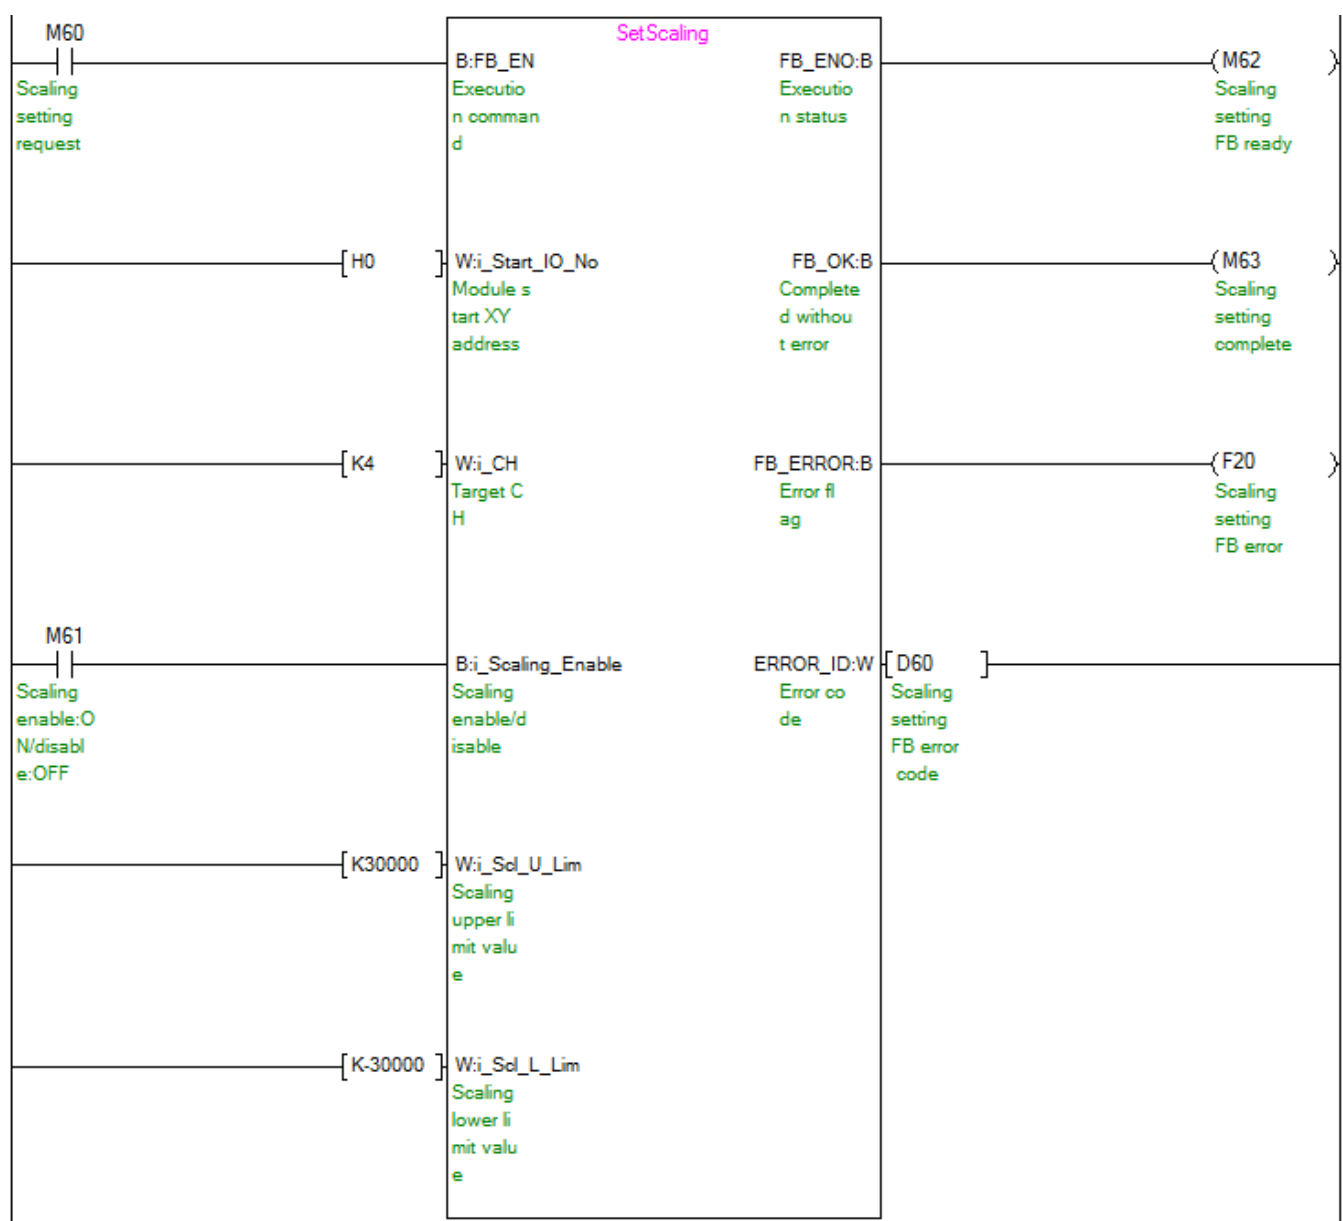 M60
SetScaling
B:FB_EN
FB_ENO:B
M62
Scaling
setting
request
Executio
n comman
d
Executio
n status
Scaling
setting
FB ready
H0
W:i_Start_IO_No
FB_OK:B
M63
Module s
tart XY
address
Complete
d withou
t error
Scaling
setting
complete
K4
W:i_CH
FB_ERROR:B
F20
Target C
H
Error fl
ag
Scaling
setting
FB error
M61
B:i_Scaling_Enable
ERROR_ID:W
D60
Scaling
enable:O
N/disabl
e:OFF
Scaling
enable/d
isable
Error co
de
Scaling
setting
FB error
code
K30000
W:i_Scl_U_Lim
Scaling
upper li
mit valu
e
K-30000
W:i_Scl_L_Lim
Scaling
lower li
mit valu
e